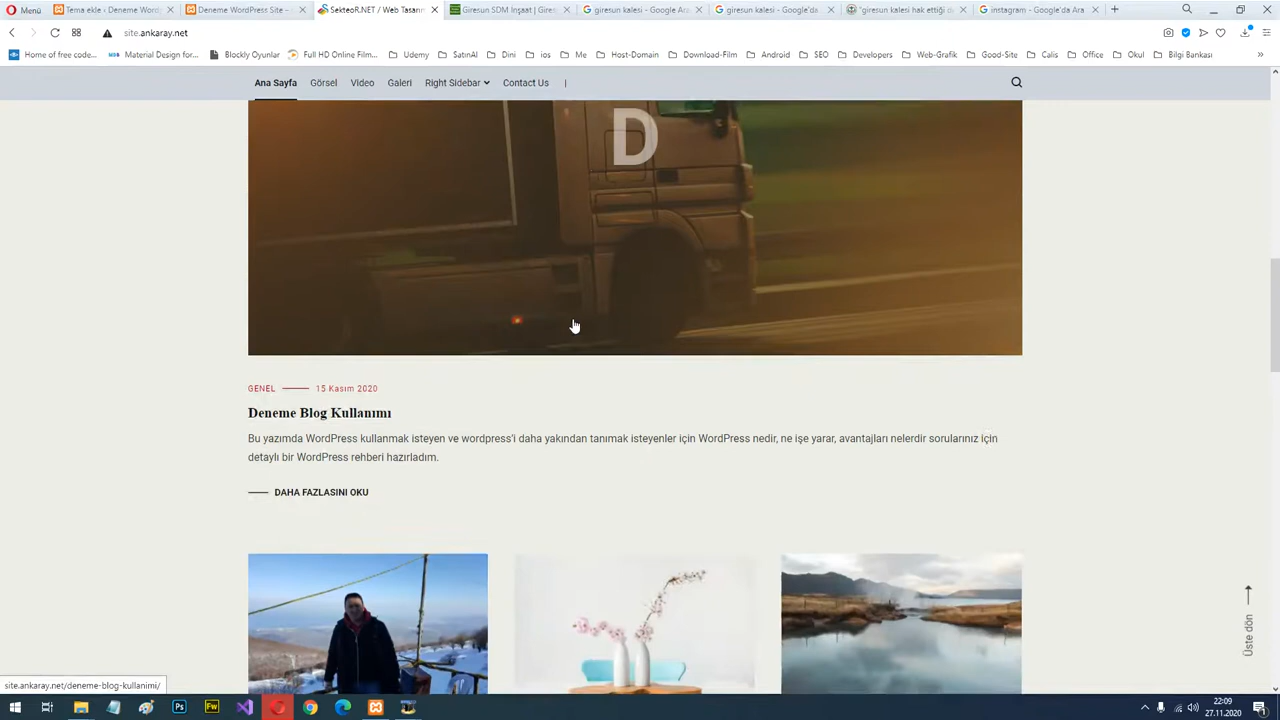 Menü
Tema ekle ‹ Deneme Wordp
Deneme WordPress Site –
SekteoR.NET / Web Tasarım
Giresun SDM İnşaat | Gires
giresun kalesi - Google Ara
giresun kalesi - Google'da
"giresun kalesi hak ettiği d
instagram - Google'da Ara
site.ankaray.net
Home of free code...
Material Design for...
Blockly Oyunlar
Full HD Online Film...
Udemy
SatınAl
Dini
ios
Me
Host-Domain
Download-Film
Android
SEO
Developers
Web-Grafik
Good-Site
Calis
Office
Okul
Bilgi Bankası
Ana Sayfa Görsel Video Galeri Right Sidebar Contact Us |
D
GENEL 15 Kasım 2020
Deneme Blog Kullanımı
Bu yazımda WordPress kullanmak isteyen ve wordpress'i daha yakından tanımak isteyenler için WordPress nedir, ne işe yarar, avantajları nelerdir sorularınız için
detaylı bir WordPress rehberi hazırladım.
DAHA FAZLASINI OKU
Üste dön
site.ankaray.net/deneme-blog-kullanimi/
22:09
27.11.2020